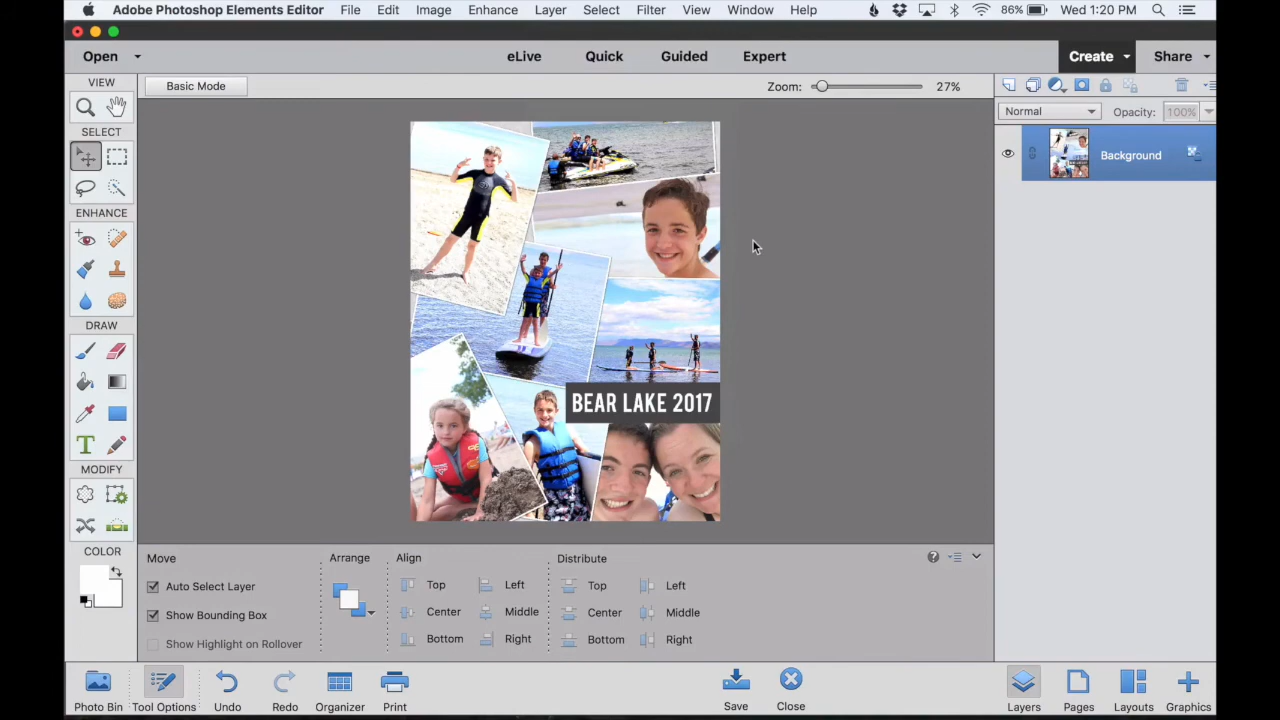 Adobe Photoshop Elements Editor File Edit Image Enhance Layer Select Filter View Window Help 86% Wed 1:20 PM
Open eLive Quick Guided Expert Create Share
VIEW Basic Mode Zoom: 27%
Normal Opacity: 100%
SELECT
Background
ENHANCE
DRAW
BEAR LAKE 2017
T
MODIFY
COLOR
Move Arrange Align Distribute
Auto Select Layer Top Left Top Left
Show Bounding Box Center Middle Center Middle
Show Highlight on Rollover Bottom Right Bottom Right
Photo Bin Tool Options Undo Redo Organizer Print Save Close Layers Pages Layouts Graphics